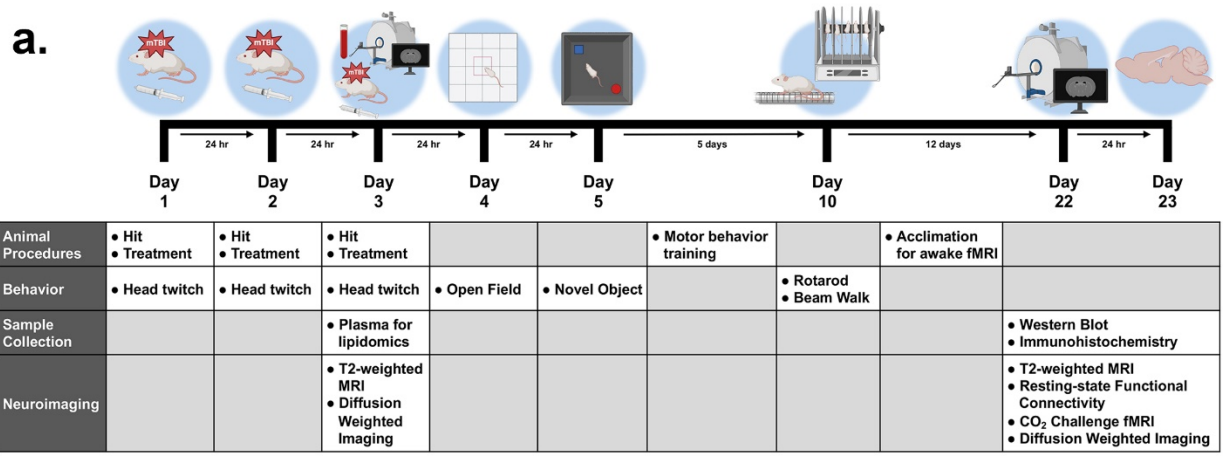 a.
mTBI
mTBI
mTBI
24 hr
24 hr
24 hr
24 hr
5 days
12 days
24 hr
Day
1
Day
2
Day
3
Day
4
Day
5
Day
10
Day
22
Day
23
Animal
Procedures
• Hit
• Treatment
• Hit
• Treatment
• Hit
• Treatment
• Motor behavior
training
• Acclimation
for awake fMRI
Behavior
• Head twitch
• Head twitch
• Head twitch
• Open Field
• Novel Object
• Rotarod
• Beam Walk
Sample
Collection
• Plasma for
lipidomics
• Western Blot
• Immunohistochemistry
Neuroimaging
• T2-weighted
MRI
• Diffusion
Weighted
Imaging
• T2-weighted MRI
• Resting-state Functional
Connectivity
• CO₂ Challenge fMRI
• Diffusion Weighted Imaging